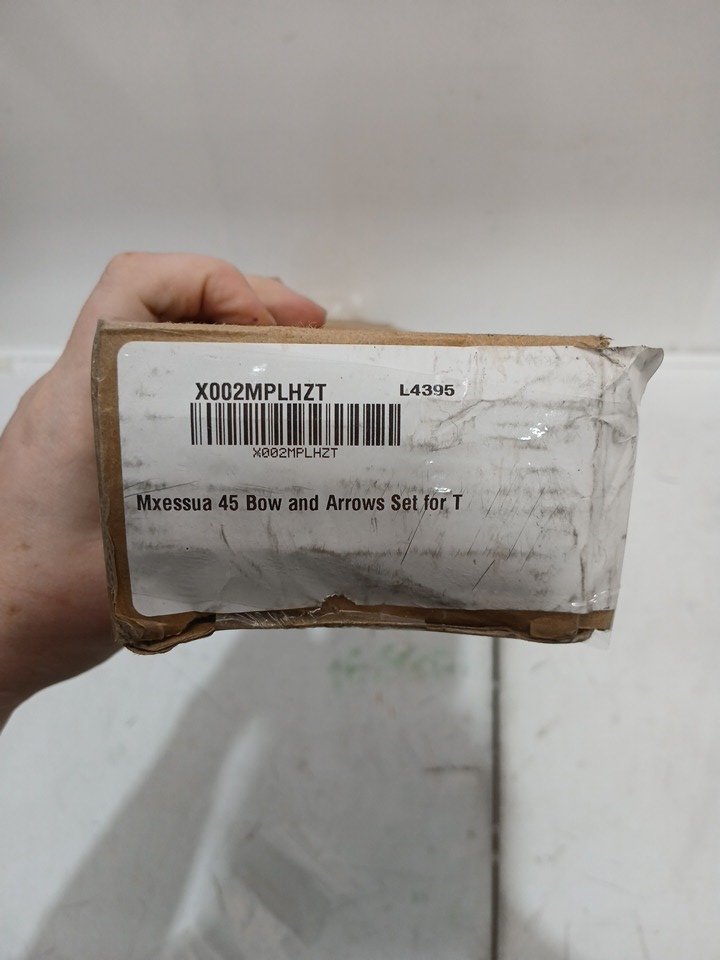 X002MPLHZT L4395
X002MPLHZT
Mxessua 45 Bow and Arrows Set for T